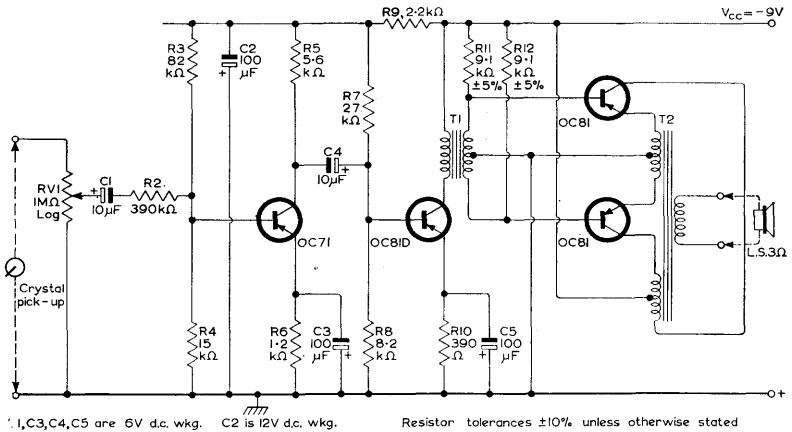 R9, 2·2kΩ
Vcc= -9V
R3
82
kΩ
C2
100
µF
+
R5
5·6
kΩ
R7
27
kΩ
R11
9·1
kΩ
±5%
R12
9·1
kΩ
±5%
OC81
T1
T2
C4
10µF
+
RV1
1MΩ
Log
+
C1
10µF
R2.
390kΩ
OC71
OC81D
OC81
L.S.3Ω
Crystal
pick-up
R4
15
kΩ
R6
1·2
kΩ
C3
100
µF
+
R8
8·2
kΩ
R10
390
Ω
C5
100
µF
+
+
1,C3,C4,C5 are 6V d.c. wkg. C2 is 12V d.c. wkg. Resistor tolerances ±10% unless otherwise stated